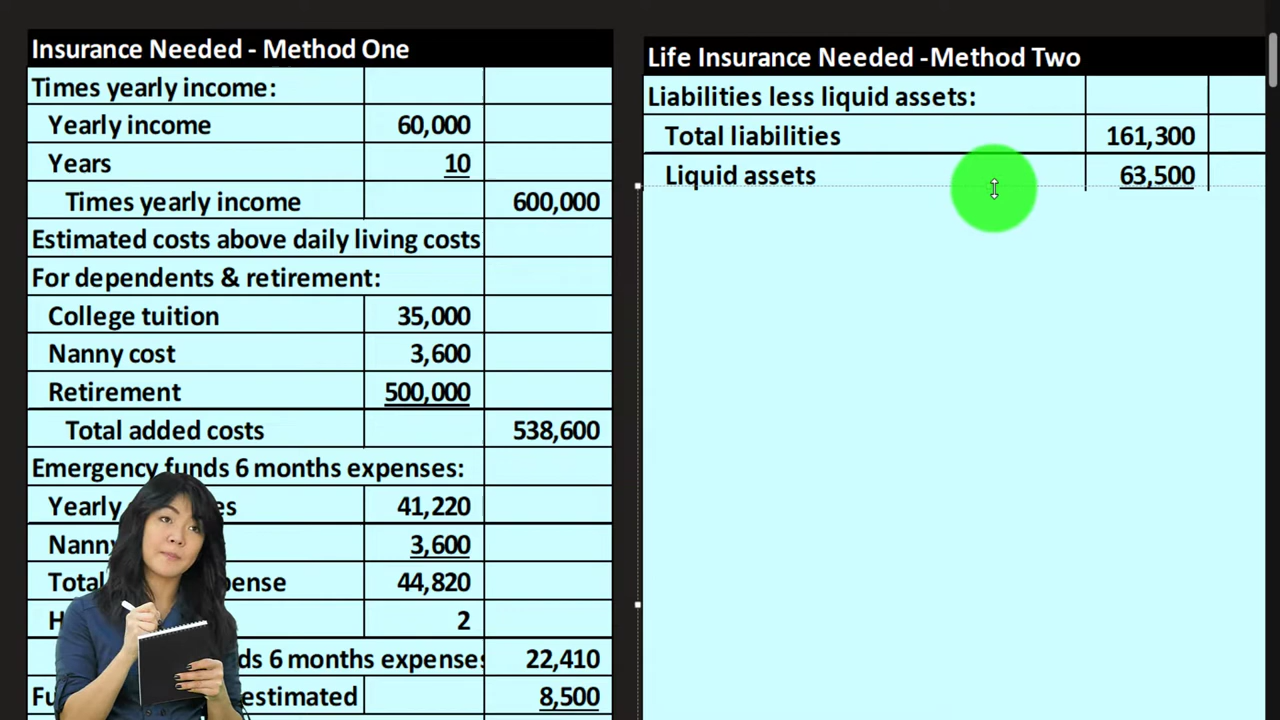 Insurance Needed - Method One
Times yearly income:
Yearly income 60,000
Years 10
Times yearly income 600,000
Estimated costs above daily living costs
For dependents & retirement:
College tuition 35,000
Nanny cost 3,600
Retirement 500,000
Total added costs 538,600
Emergency funds 6 months expenses:
Yearly 41,220
Nanny 3,600
Total 44,820
2
6 months expenses 22,410
estimated 8,500
Life Insurance Needed -Method Two
Liabilities less liquid assets:
Total liabilities 161,300
Liquid assets 63,500